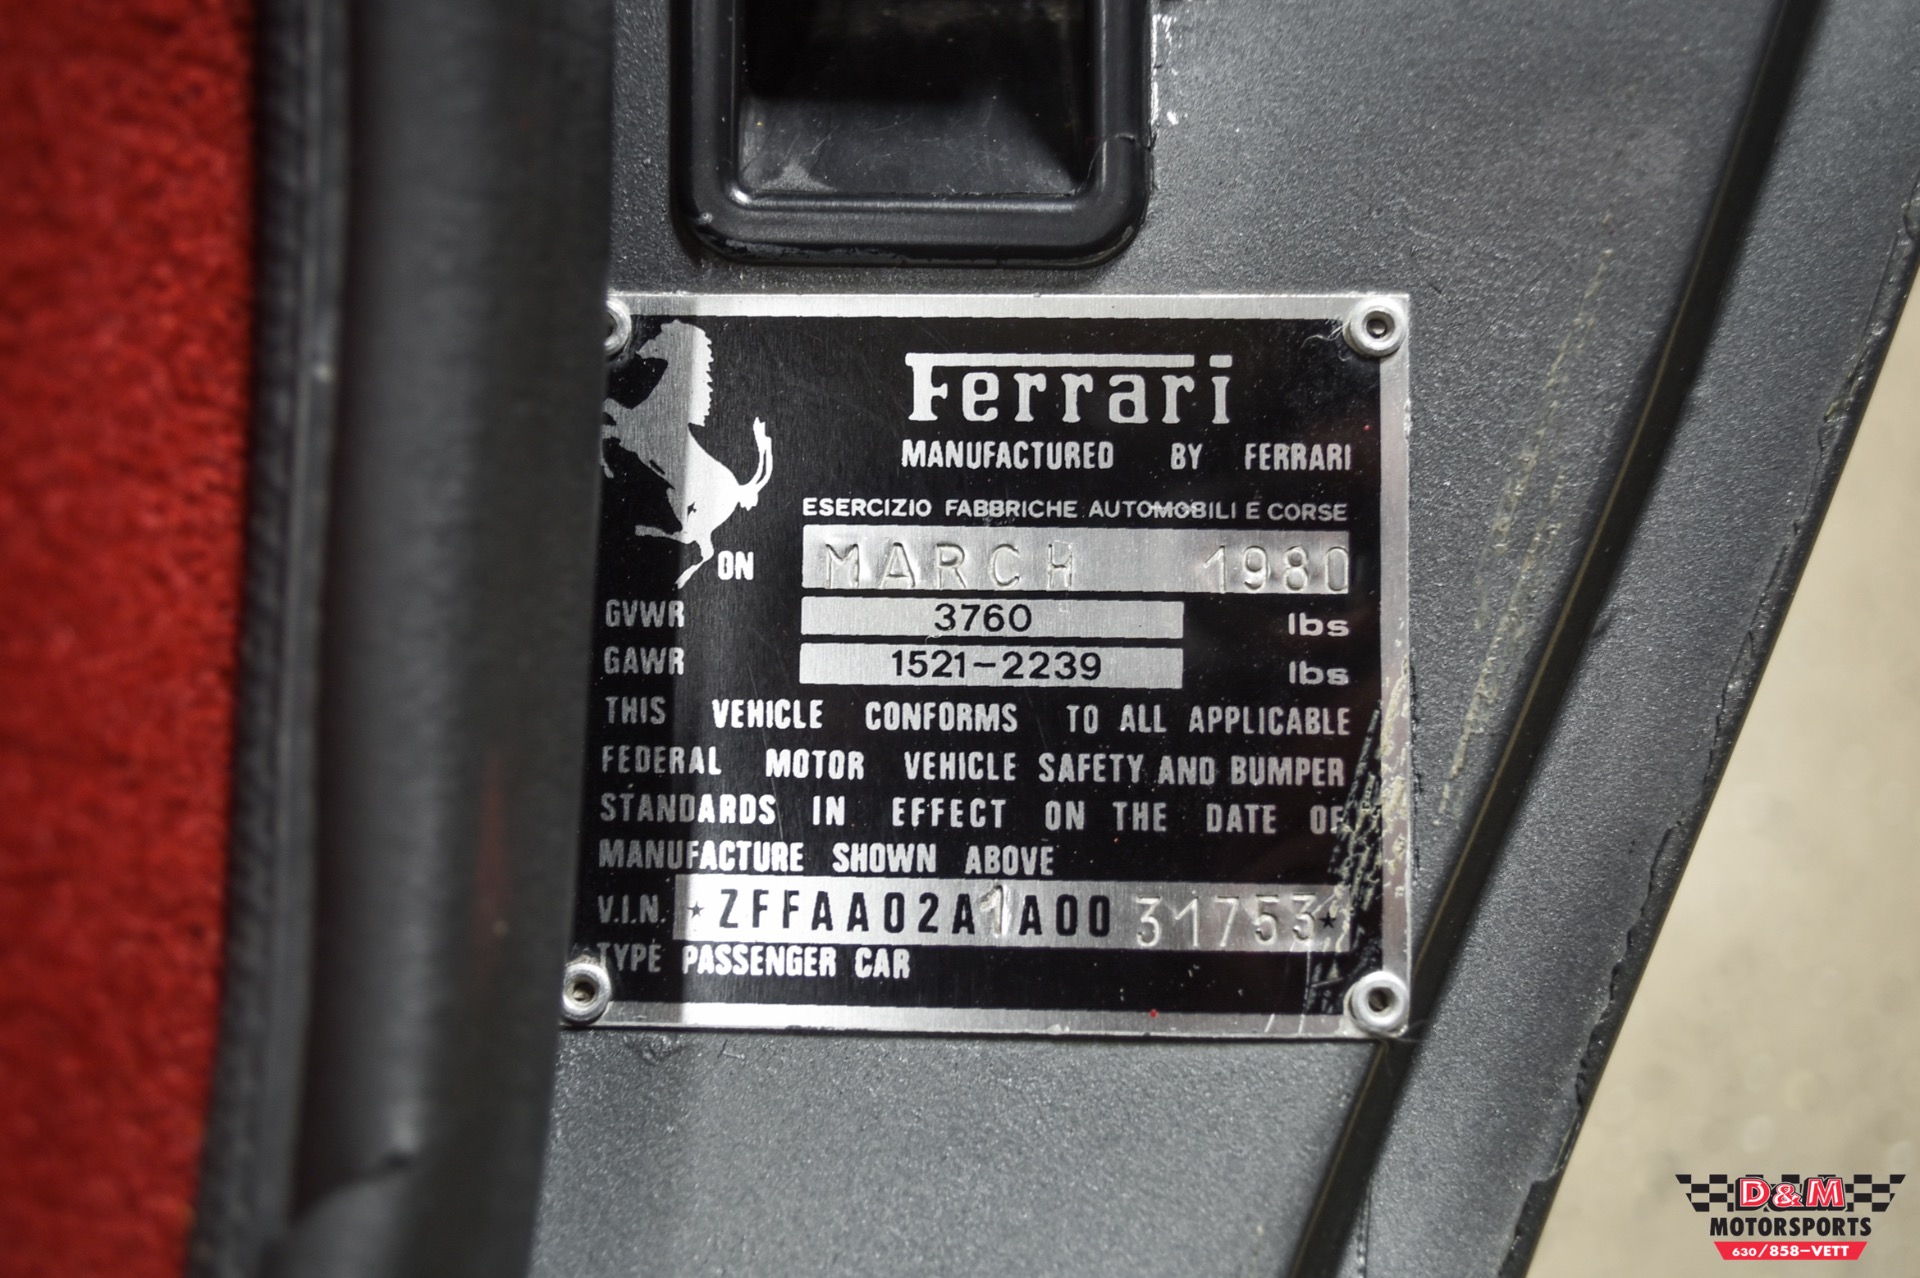 Ferrari
MANUFACTURED BY FERRARI
ESERCIZIO FABBRICHE AUTOMOBILI E CORSE
ON MARCH 1980
GVWR 3760 lbs
GAWR 1521-2239 lbs
THIS VEHICLE CONFORMS TO ALL APPLICABLE
FEDERAL MOTOR VEHICLE SAFETY AND BUMPER
STANDARDS IN EFFECT ON THE DATE OF
MANUFACTURE SHOWN ABOVE
V.I.N. ★ZFFAA02A1A0031753★
TYPE PASSENGER CAR
D&M
MOTORSPORTS
630/858-VETT